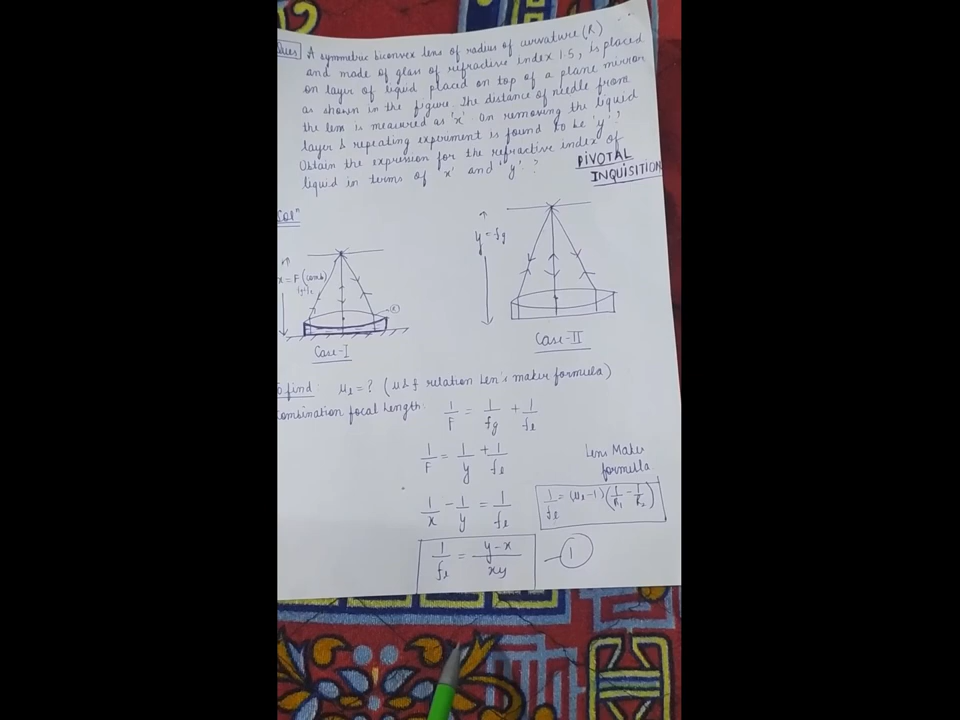 Ques A symmetric biconvex lens of radius of curvature (R)
and made of glass of refractive index 1.5, is placed
on layer of liquid placed on top of a plane mirror
as shown in the figure. The distance of needle from
the lens is measured as 'x'. On removing the liquid
layer & repeating experiment is found to be 'y'?
Obtain the expression for the refractive index of
liquid in terms of 'x' and 'y'?
PIVOTAL
INQUISITION
Solⁿ
x = F (comb)
y = fg
Case-I
Case-II
To find: μl = ? (μ & f relation Len's maker formula)
Combination focal Length: 1/F = 1/fg + 1/fl
1/F = 1/y + 1/fl
1/x - 1/y = 1/fl
1/fl = y-x/xy
1
Lens Maker
formula
1/fl = (μl-1)(1/R1 - 1/R2)